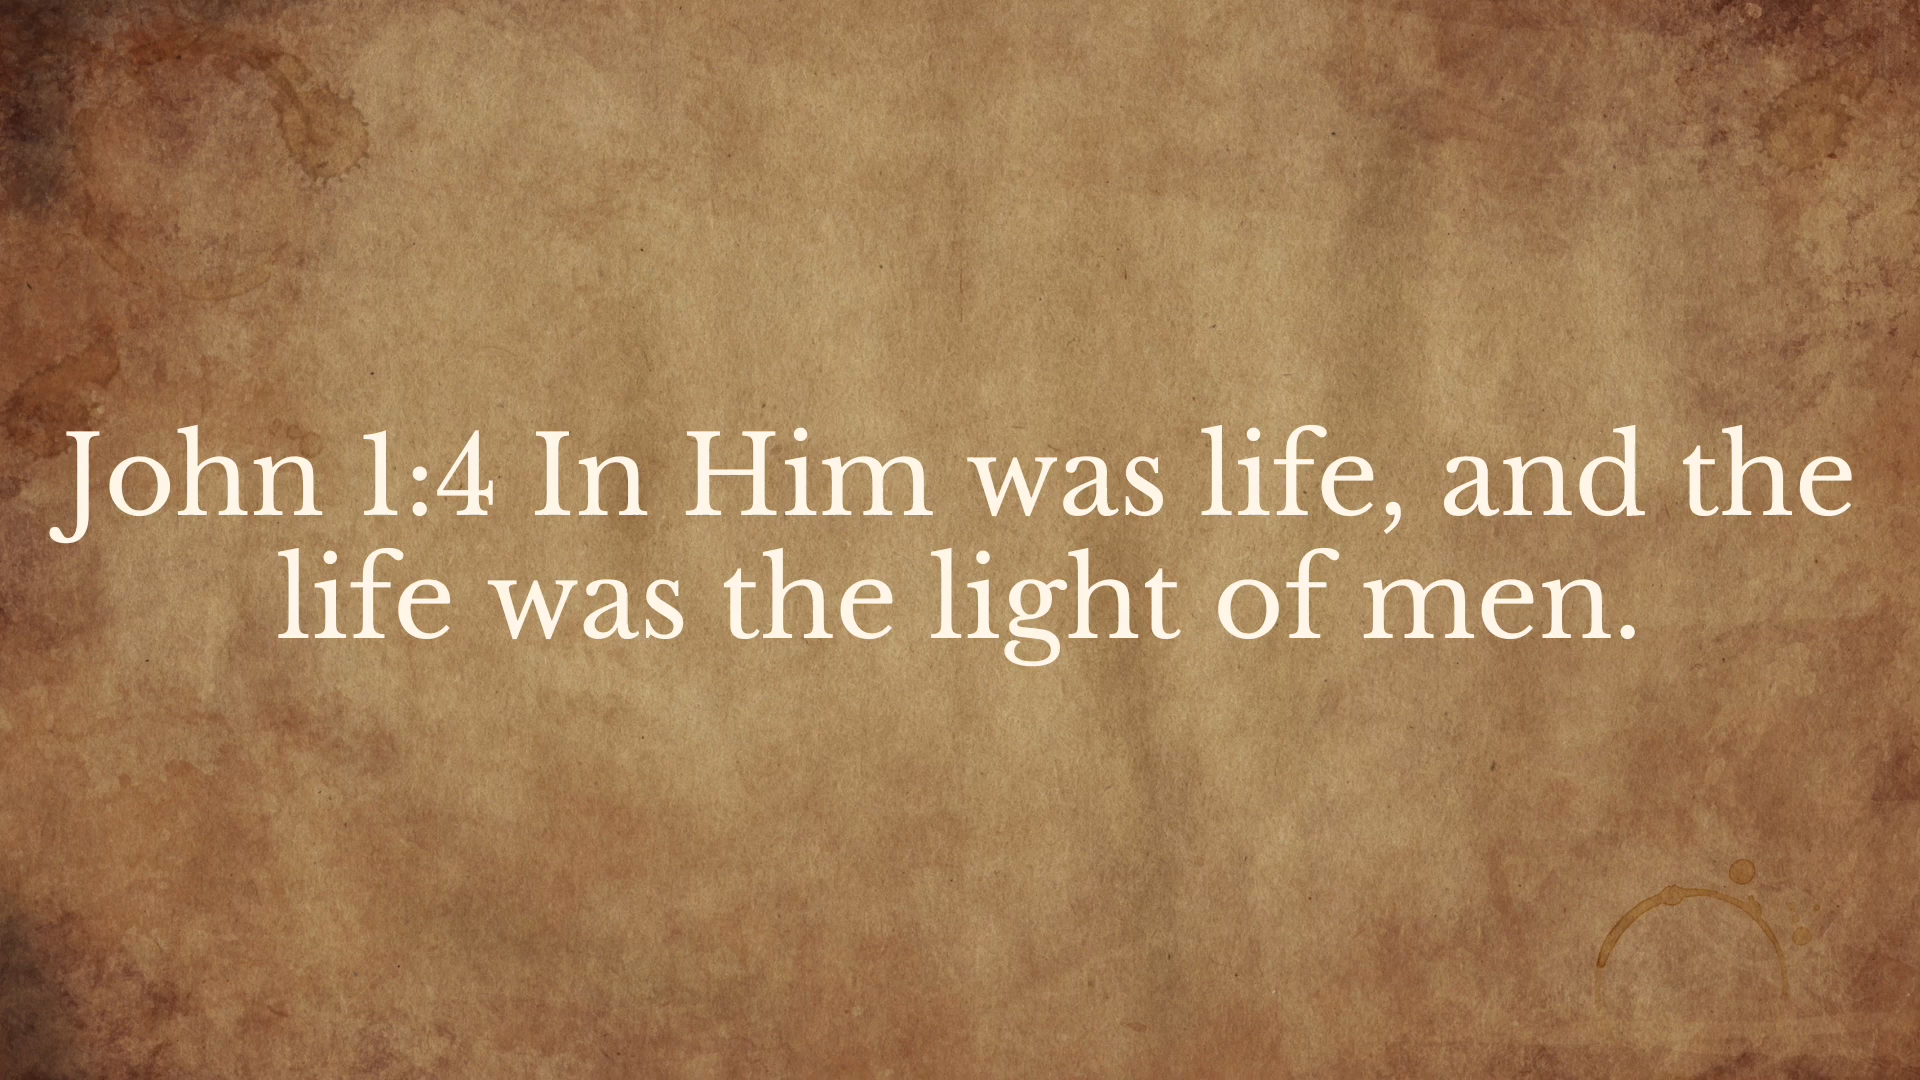 John 1:4 In Him was life, and the
life was the light of men.